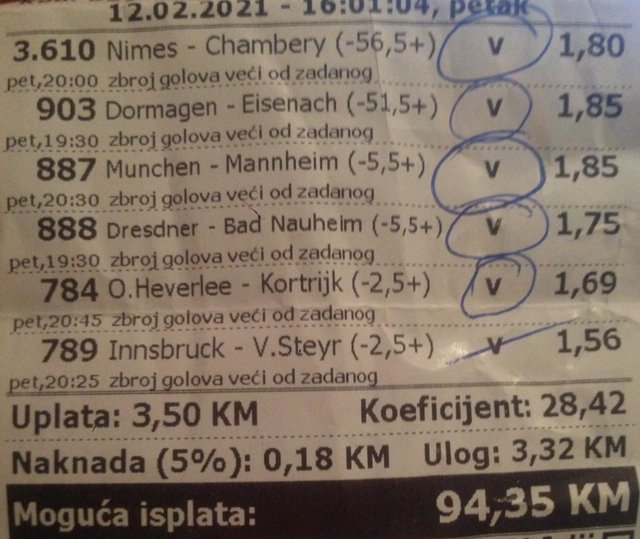 12.02.2021 - 16:01:04, petak
3.610 Nimes - Chambery (-56,5+) v 1,80
pet,20:00 zbroj golova veći od zadanog
903 Dormagen - Eisenach (-51,5+) v 1,85
pet,19:30 zbroj golova veći od zadanog
887 Munchen - Mannheim (-5,5+) v 1,85
pet,20:30 zbroj golova veći od zadanog
888 Dresdner - Bad Nauheim (-5,5+) v 1,75
pet,19:30 zbroj golova veći od zadanog
784 O.Heverlee - Kortrijk (-2,5+) v 1,69
pet,20:45 zbroj golova veći od zadanog
789 Innsbruck - V.Steyr (-2,5+) v 1,56
pet,20:25 zbroj golova veći od zadanog
Uplata: 3,50 KM Koeficijent: 28,42
Naknada (5%): 0,18 KM Ulog: 3,32 KM
Moguća isplata: 94,35 KM